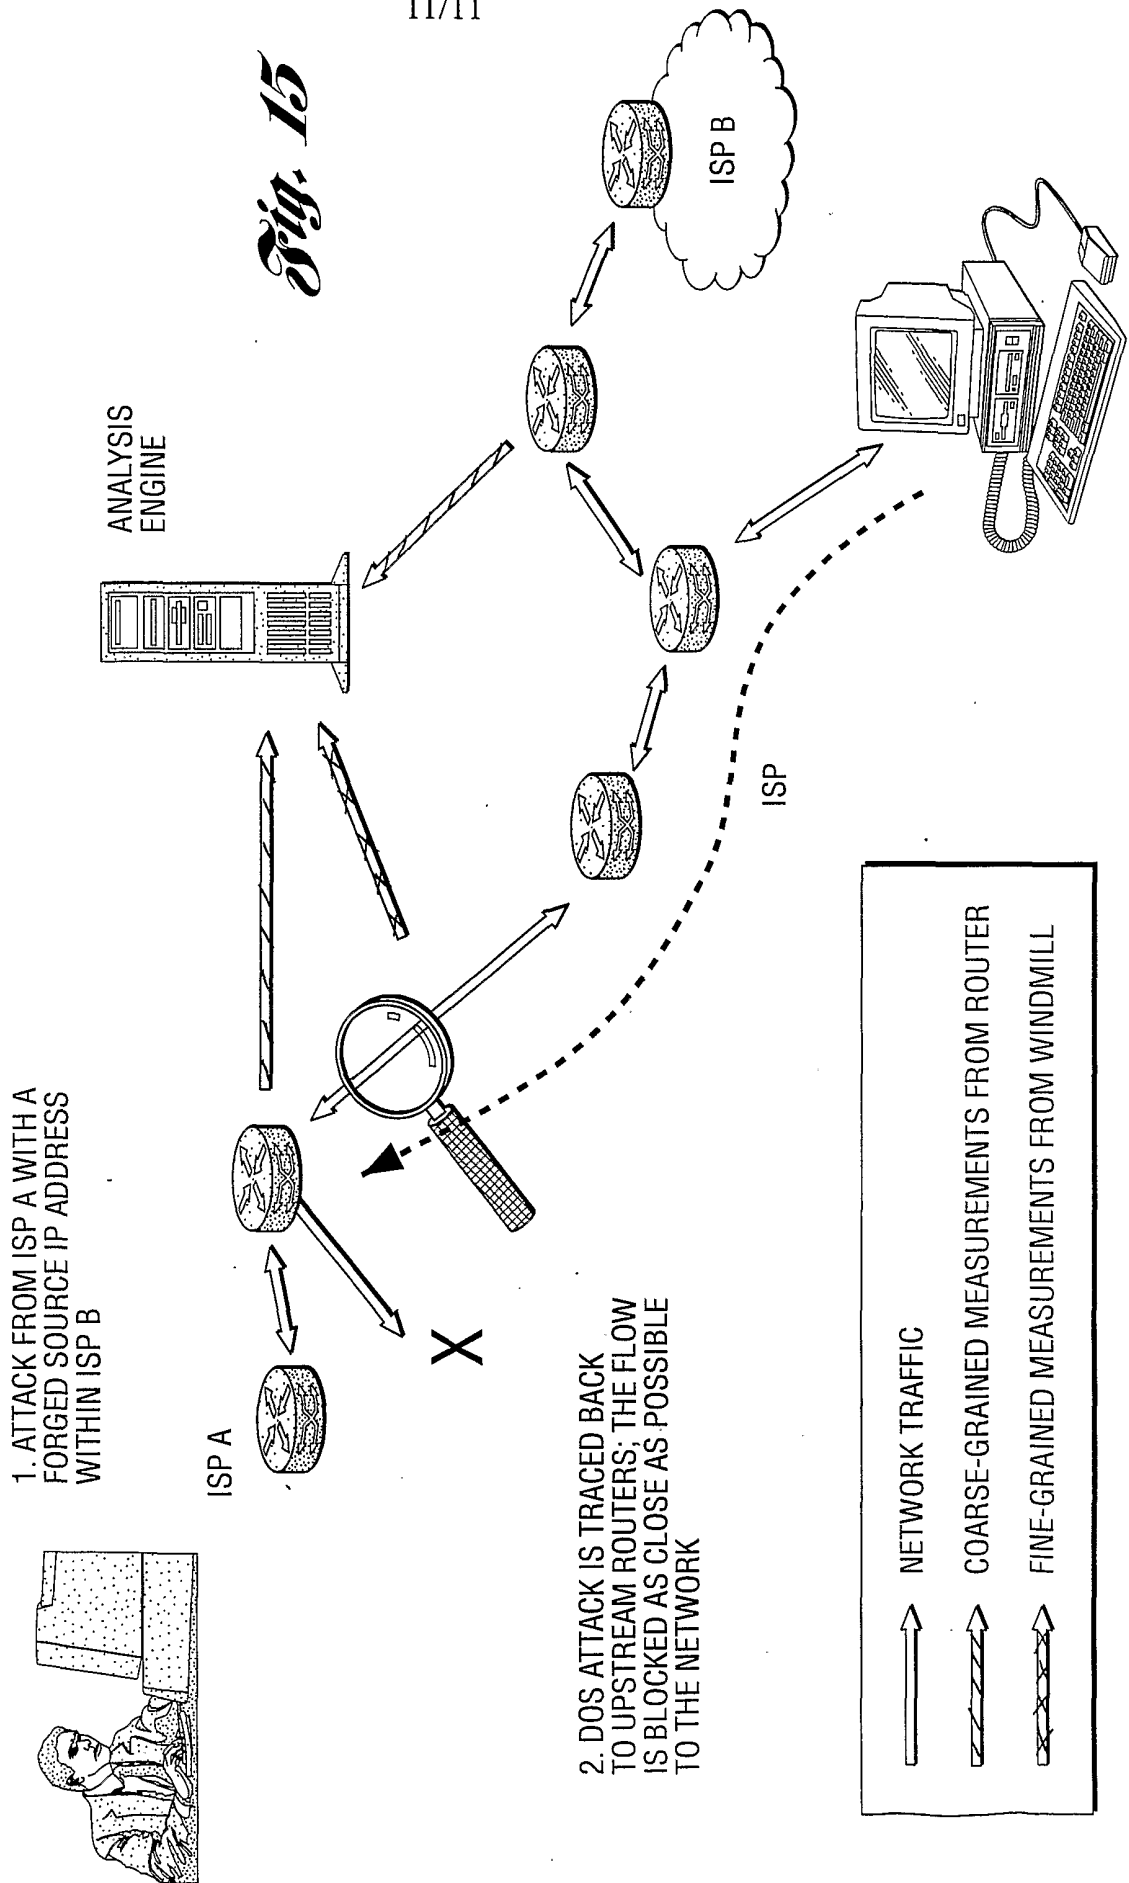 11/11
Fig. 15
1. ATTACK FROM ISP A WITH A
FORGED SOURCE IP ADDRESS
WITHIN ISP B
ANALYSIS
ENGINE
ISP A
X
ISP B
ISP
2. DOS ATTACK IS TRACED BACK
TO UPSTREAM ROUTERS; THE FLOW
IS BLOCKED AS CLOSE AS POSSIBLE
TO THE NETWORK
NETWORK TRAFFIC
COARSE-GRAINED MEASUREMENTS FROM ROUTER
FINE-GRAINED MEASUREMENTS FROM WINDMILL